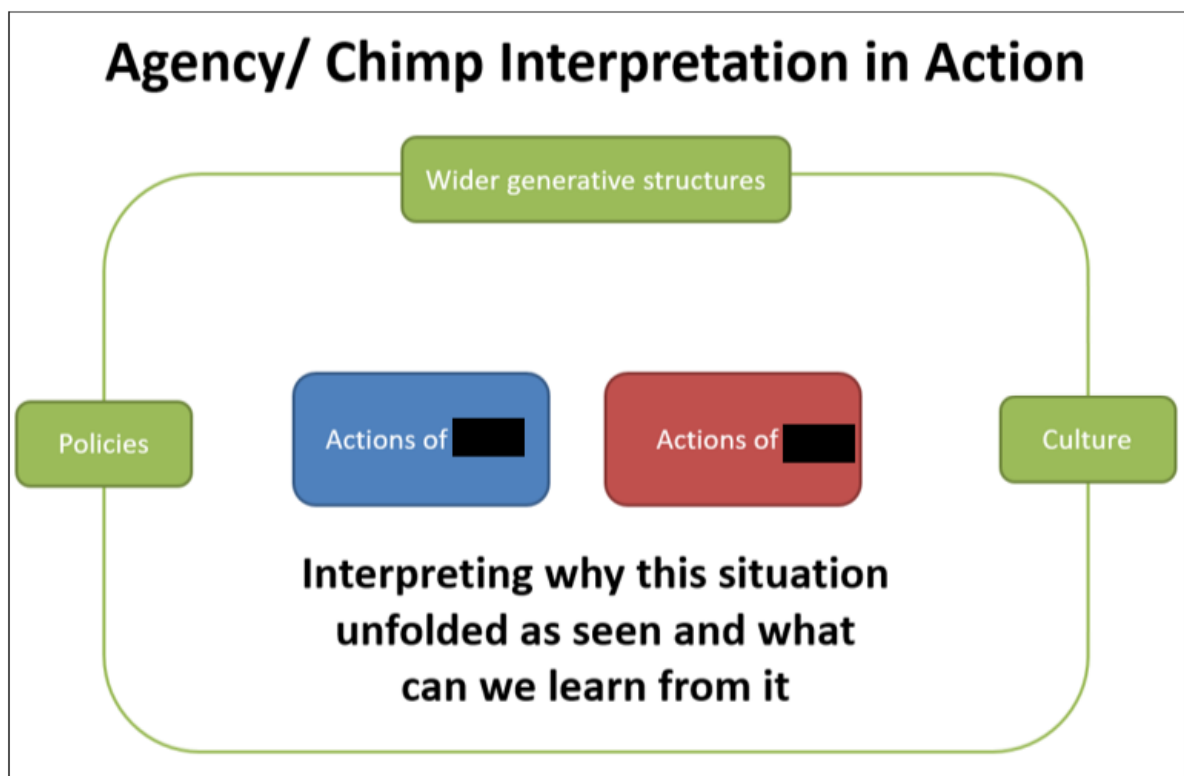 Agency/ Chimp Interpretation in Action
Wider generative structures
Policies
Actions of
Actions of
Culture
Interpreting why this situation
unfolded as seen and what
can we learn from it